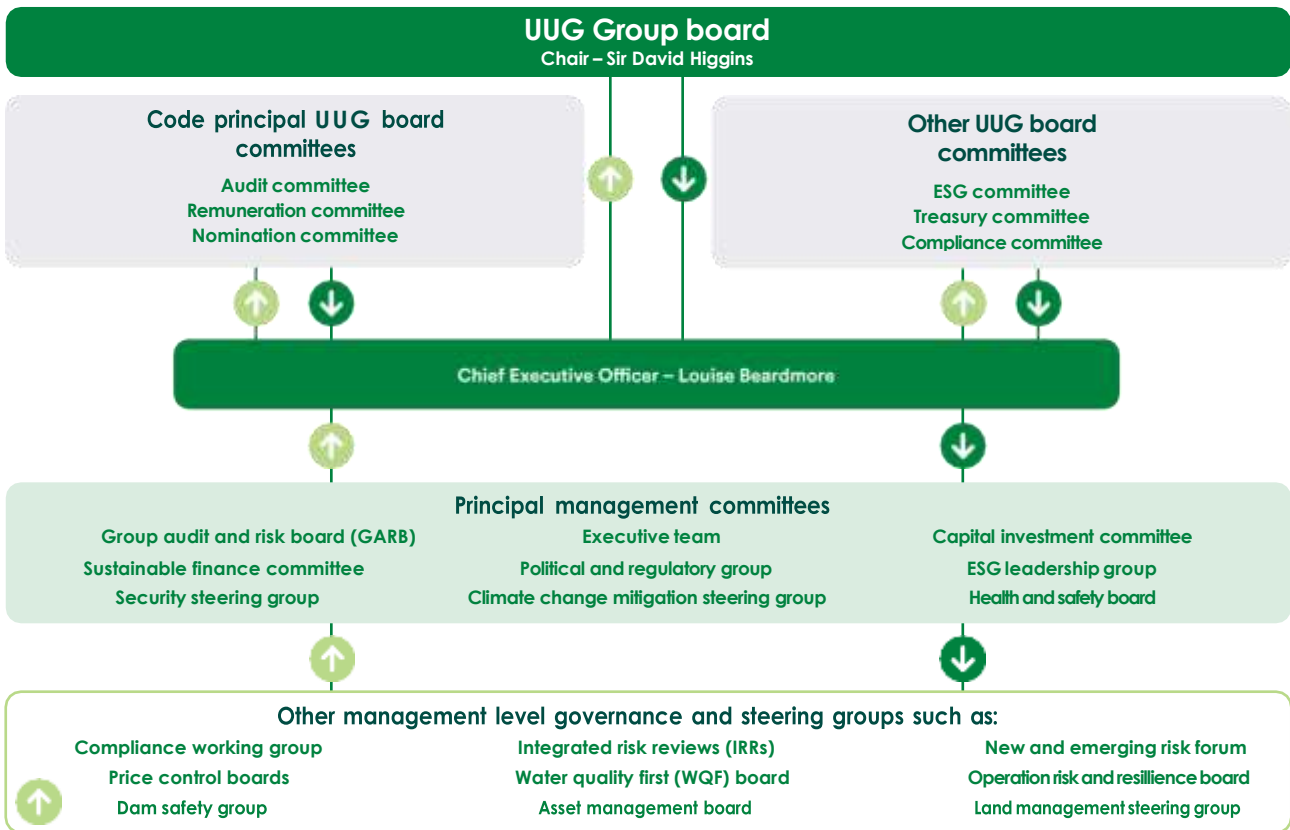 UUG Group board
Chair – Sir David Higgins
Code principal UUG board
committees
Audit committee
Remuneration committee
Nomination committee
Other UUG board
committees
ESG committee
Treasury committee
Compliance committee
Chief Executive Officer – Louise Beardmore
Principal management committees
Group audit and risk board (GARB)
Executive team
Capital investment committee
Sustainable finance committee
Political and regulatory group
ESG leadership group
Security steering group
Climate change mitigation steering group
Health and safety board
Other management level governance and steering groups such as:
Compliance working group
Integrated risk reviews (IRRs)
New and emerging risk forum
Price control boards
Water quality first (WQF) board
Operation risk and resillience board
Dam safety group
Asset management board
Land management steering group